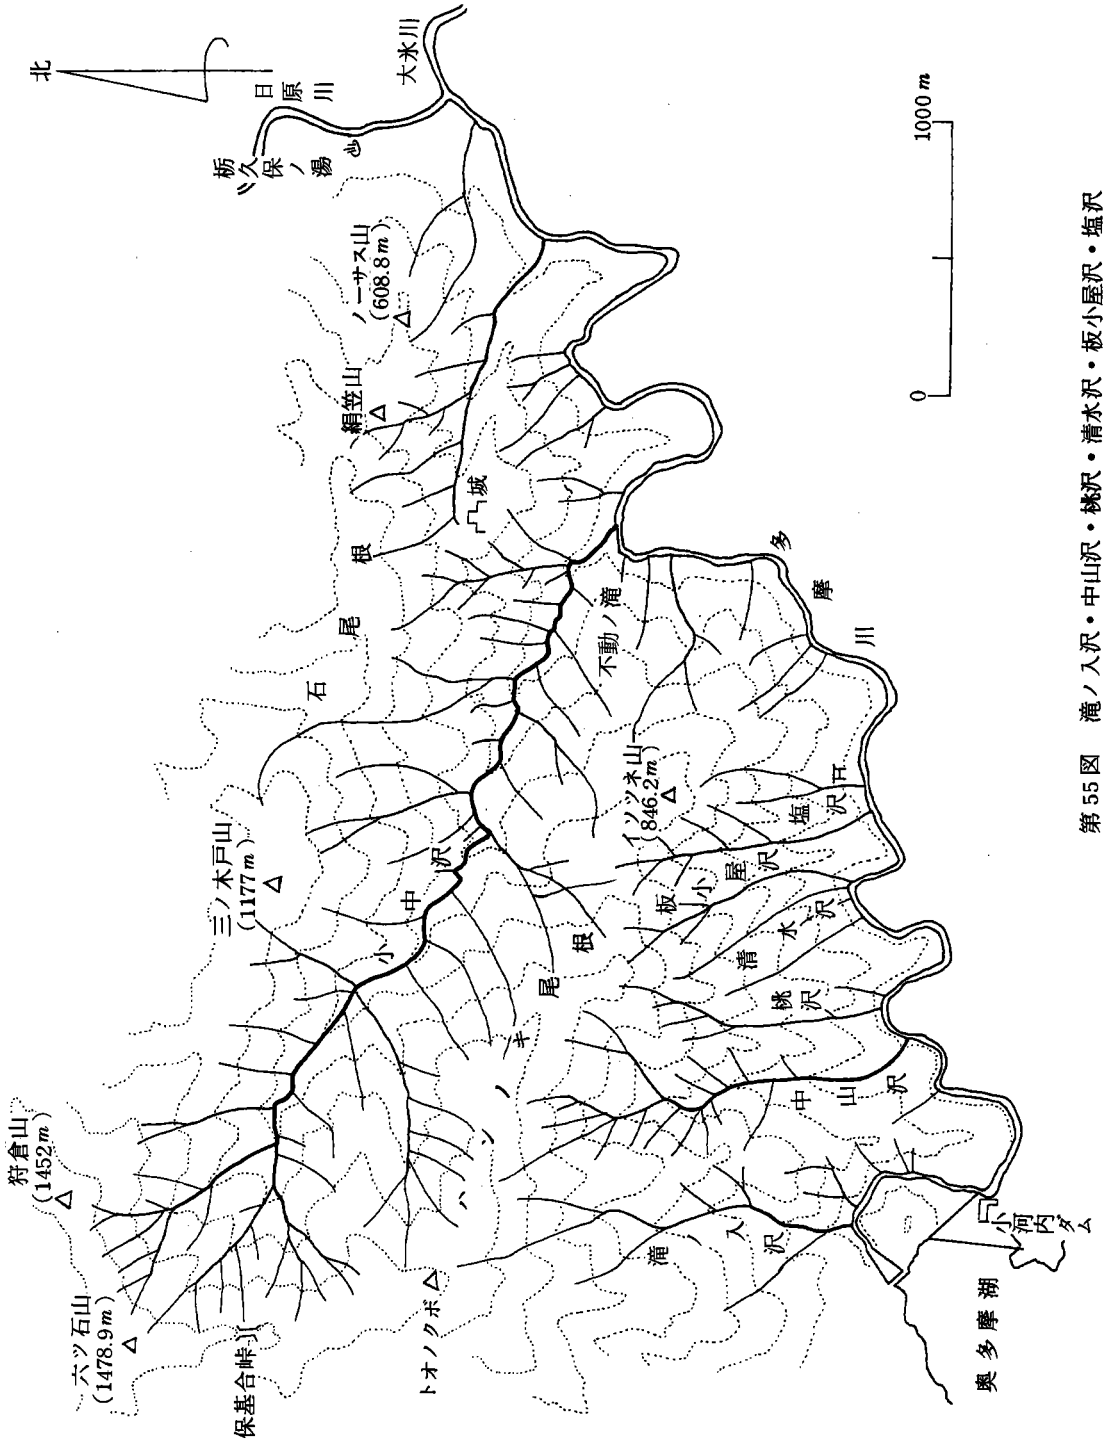 北
日原川
大氷川
栃久保ノ湯
ノーサス山
(608.8m)
絹笠山
城
石尾根
三ノ木戸山
(1177m)
狩倉山
(1452m)
六ツ石山
(1478.9m)
保基合峠
トオノクボ
小中沢
不動ノ滝
イソツネ山
(846.2m)
ハンノキ尾根
塩沢
板小屋沢
清水沢
桃沢
中山沢
滝ノ入沢
多摩川
小河内ダム
奥多摩湖
0
1000m
第55図 滝ノ入沢・中山沢・桃沢・清水沢・板小屋沢・塩沢